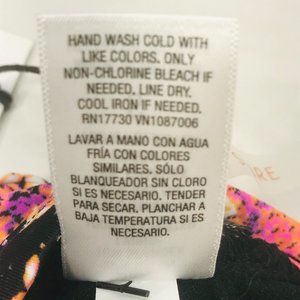 HAND WASH COLD WITH
LIKE COLORS. ONLY
NON-CHLORINE BLEACH IF
NEEDED. LINE DRY.
COOL IRON IF NEEDED.
RN17730 VN1087006
LAVAR A MANO CON AGUA
FRÍA CON COLORES
SIMILARES. SÓLO
BLANQUEADOR SIN CLORO
SI ES NECESARIO. TENDER
PARA SECAR. PLANCHAR A
BAJA TEMPERATURA SI ES
NECESARIO.